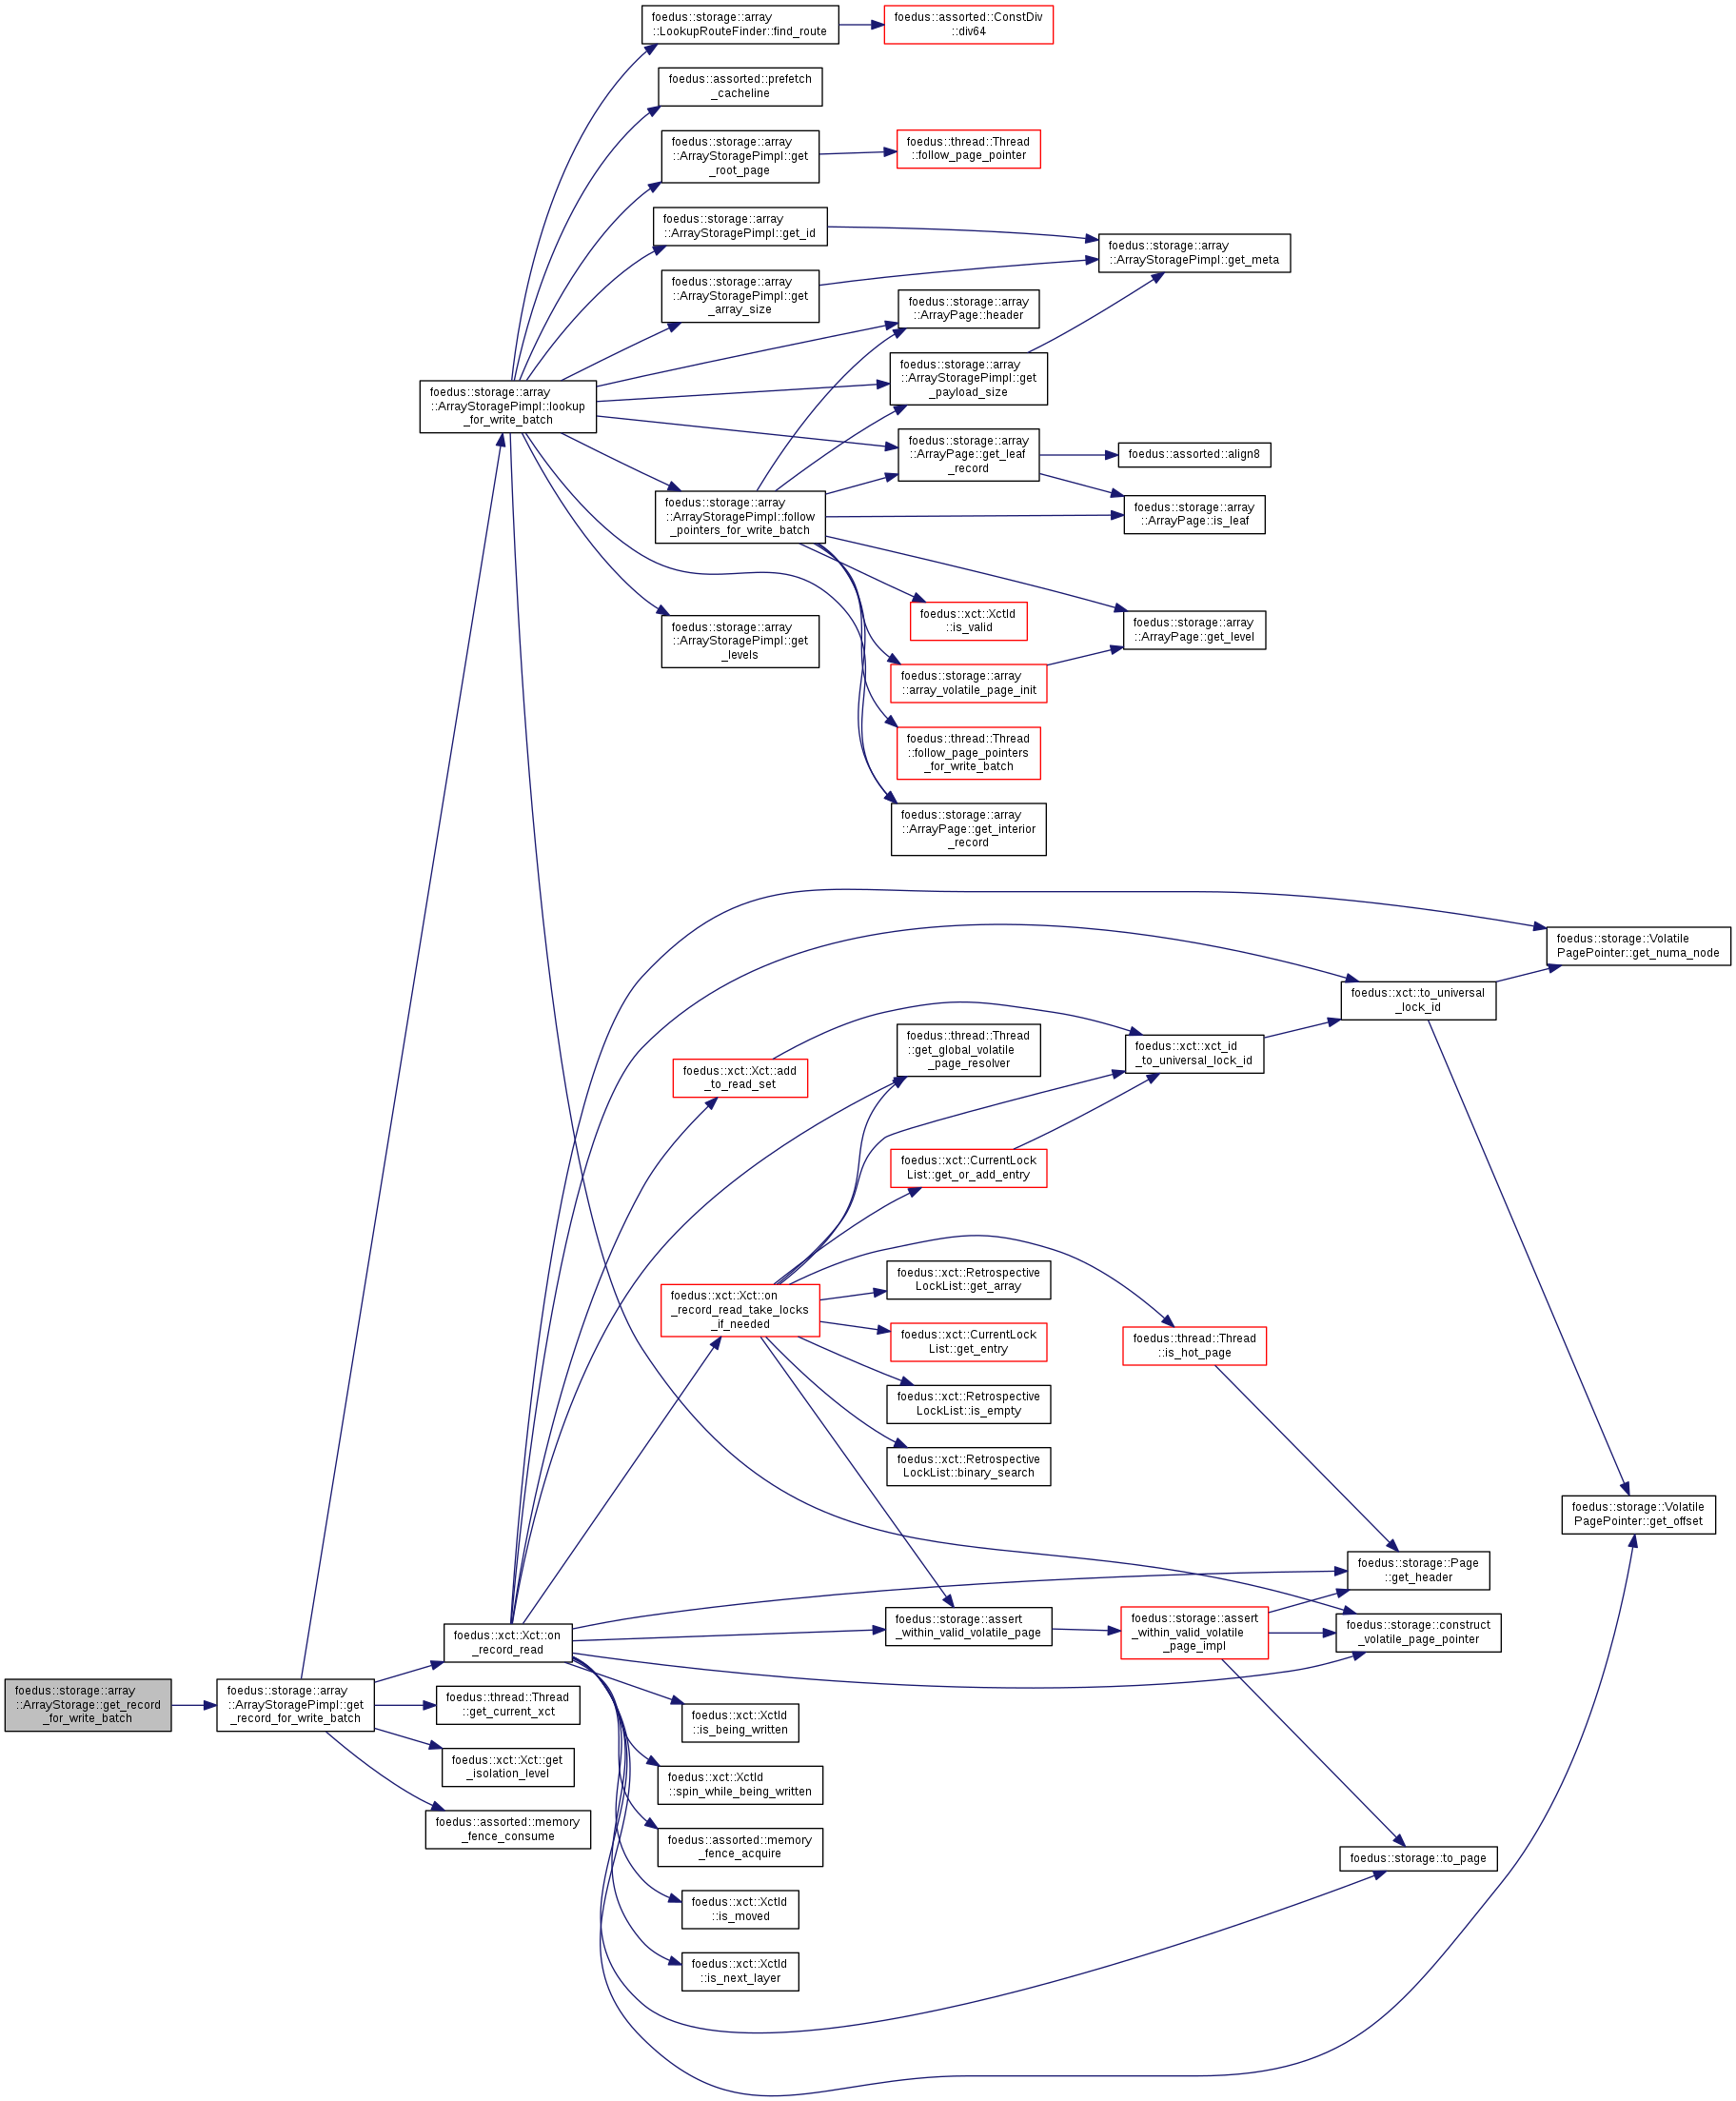 foedus::storage::array
::LookupRouteFinder::find_route
foedus::assorted::ConstDiv
::div64
foedus::assorted::prefetch
_cacheline
foedus::storage::array
::ArrayStoragePimpl::get
_root_page
foedus::thread::Thread
::follow_page_pointer
foedus::storage::array
::ArrayStoragePimpl::get_id
foedus::storage::array
::ArrayStoragePimpl::get_meta
foedus::storage::array
::ArrayStoragePimpl::get
_array_size
foedus::storage::array
::ArrayPage::header
foedus::storage::array
::ArrayStoragePimpl::get
_payload_size
foedus::storage::array
::ArrayStoragePimpl::lookup
_for_write_batch
foedus::storage::array
::ArrayPage::get_leaf
_record
foedus::assorted::align8
foedus::storage::array
::ArrayStoragePimpl::follow
_pointers_for_write_batch
foedus::storage::array
::ArrayPage::is_leaf
foedus::xct::XctId
::is_valid
foedus::storage::array
::ArrayPage::get_level
foedus::storage::array
::ArrayStoragePimpl::get
_levels
foedus::storage::array
::array_volatile_page_init
foedus::thread::Thread
::follow_page_pointers
_for_write_batch
foedus::storage::array
::ArrayPage::get_interior
_record
foedus::storage::Volatile
PagePointer::get_numa_node
foedus::xct::to_universal
_lock_id
foedus::thread::Thread
::get_global_volatile
_page_resolver
foedus::xct::xct_id
_to_universal_lock_id
foedus::xct::Xct::add
_to_read_set
foedus::xct::CurrentLock
List::get_or_add_entry
foedus::xct::Retrospective
LockList::get_array
foedus::xct::Xct::on
_record_read_take_locks
_if_needed
foedus::xct::CurrentLock
List::get_entry
foedus::thread::Thread
::is_hot_page
foedus::xct::Retrospective
LockList::is_empty
foedus::xct::Retrospective
LockList::binary_search
foedus::storage::Volatile
PagePointer::get_offset
foedus::storage::Page
::get_header
foedus::xct::Xct::on
_record_read
foedus::storage::assert
_within_valid_volatile_page
foedus::storage::assert
_within_valid_volatile
_page_impl
foedus::storage::construct
_volatile_page_pointer
foedus::storage::array
::ArrayStorage::get_record
_for_write_batch
foedus::storage::array
::ArrayStoragePimpl::get
_record_for_write_batch
foedus::thread::Thread
::get_current_xct
foedus::xct::XctId
::is_being_written
foedus::xct::Xct::get
_isolation_level
foedus::xct::XctId
::spin_while_being_written
foedus::assorted::memory
_fence_consume
foedus::assorted::memory
_fence_acquire
foedus::storage::to_page
foedus::xct::XctId
::is_moved
foedus::xct::XctId
::is_next_layer